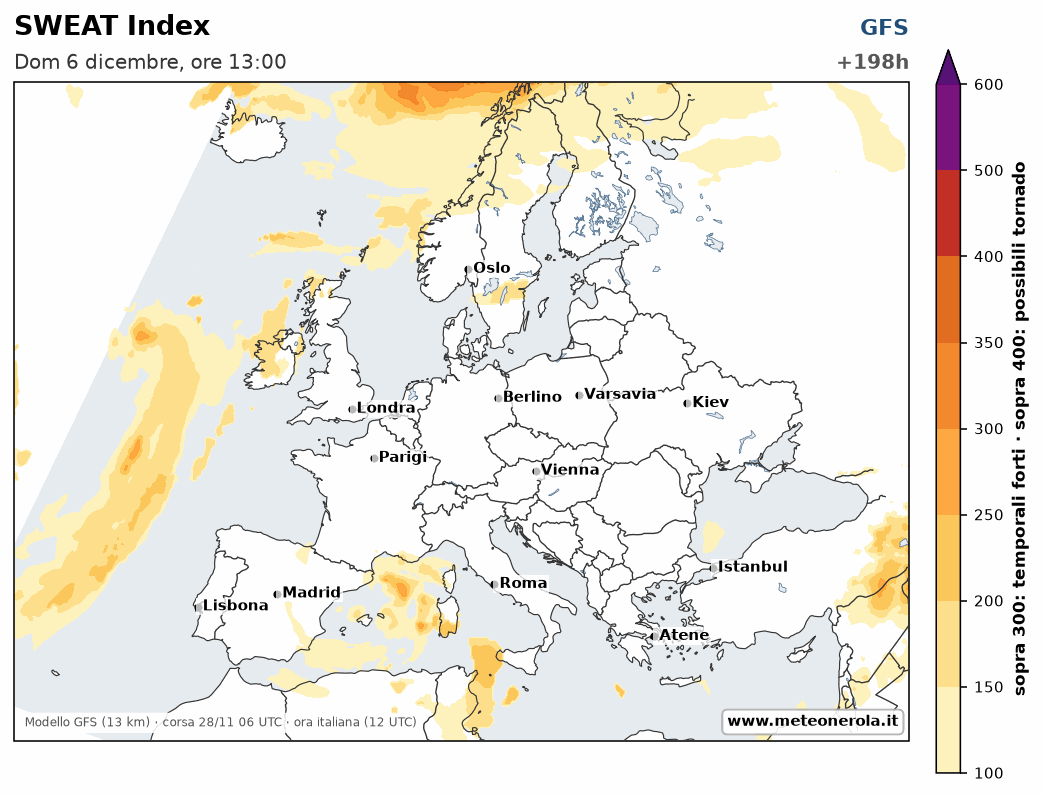 SWEAT Index
GFS
Dom 6 dicembre, ore 13:00
+198h
Oslo
Berlino
Varsavia
Kiev
Londra
Parigi
Vienna
Istanbul
Roma
Madrid
Lisbona
Atene
Modello GFS (13 km) · corsa 28/11 06 UTC · ora italiana (12 UTC)
www.meteonerola.it
600
500
400
350
300
250
200
150
100
sopra 300: temporali forti · sopra 400: possibili tornado